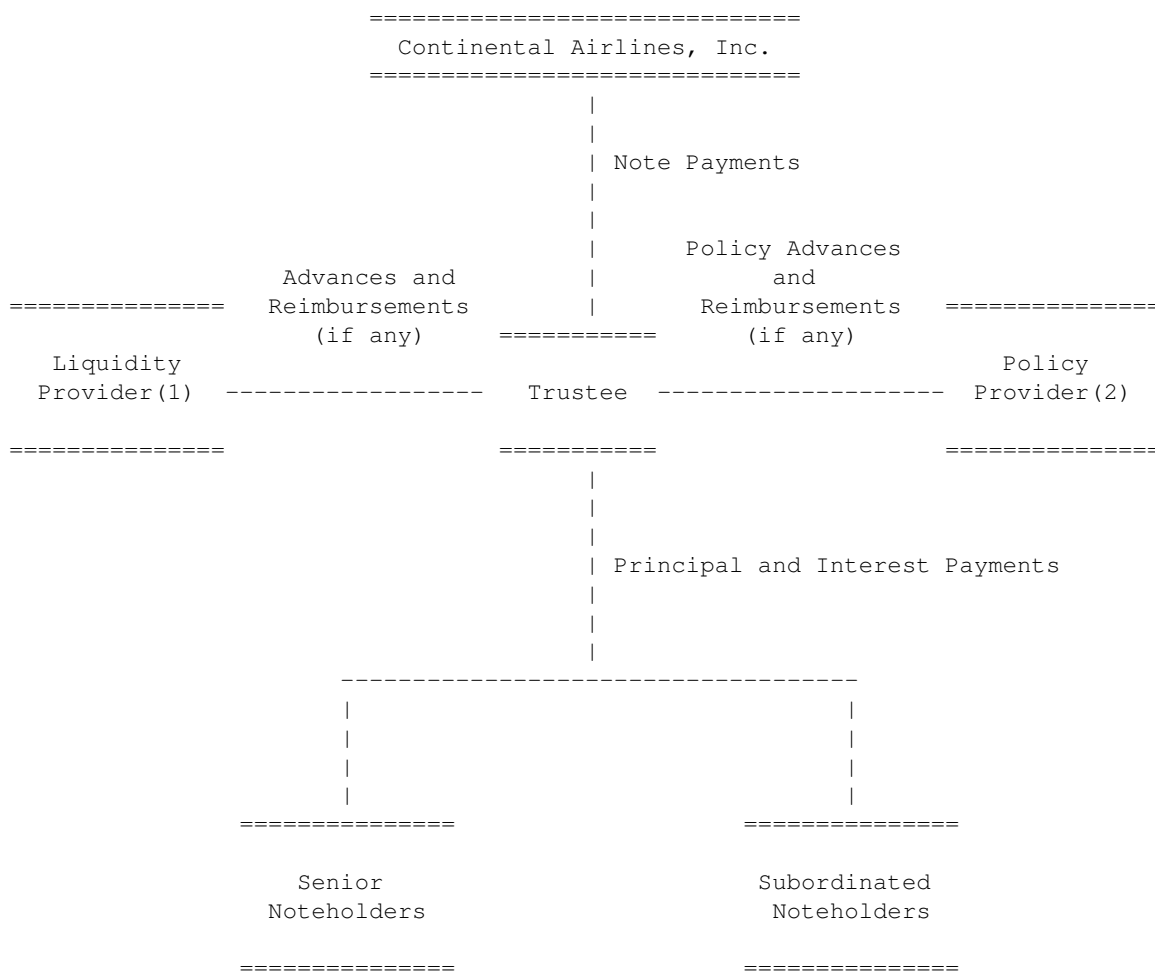 Continental Airlines, Inc.
Note Payments
Policy Advances
Advances and and
Reimbursements Reimbursements
(if any) (if any)
Liquidity Policy
Provider(1) Trustee Provider(2)
Principal and Interest Payments
Senior Subordinated
Noteholders Noteholders